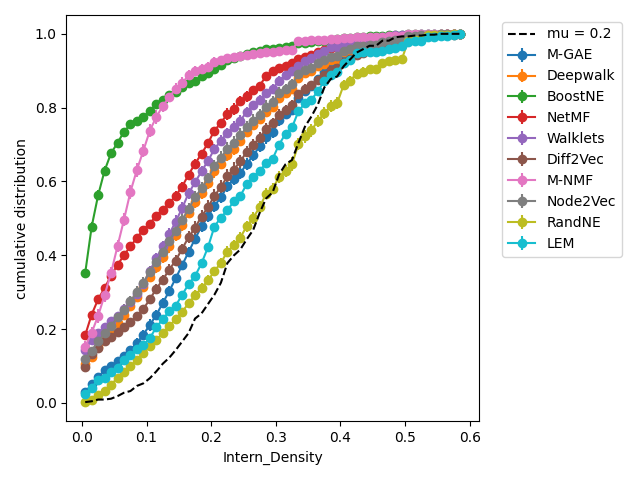 1.0
0.8
0.6
0.4
0.2
0.0
cumulative distribution
0.0 0.1 0.2 0.3 0.4 0.5 0.6
Intern_Density
mu = 0.2
M-GAE
Deepwalk
BoostNE
NetMF
Walklets
Diff2Vec
M-NMF
Node2Vec
RandNE
LEM